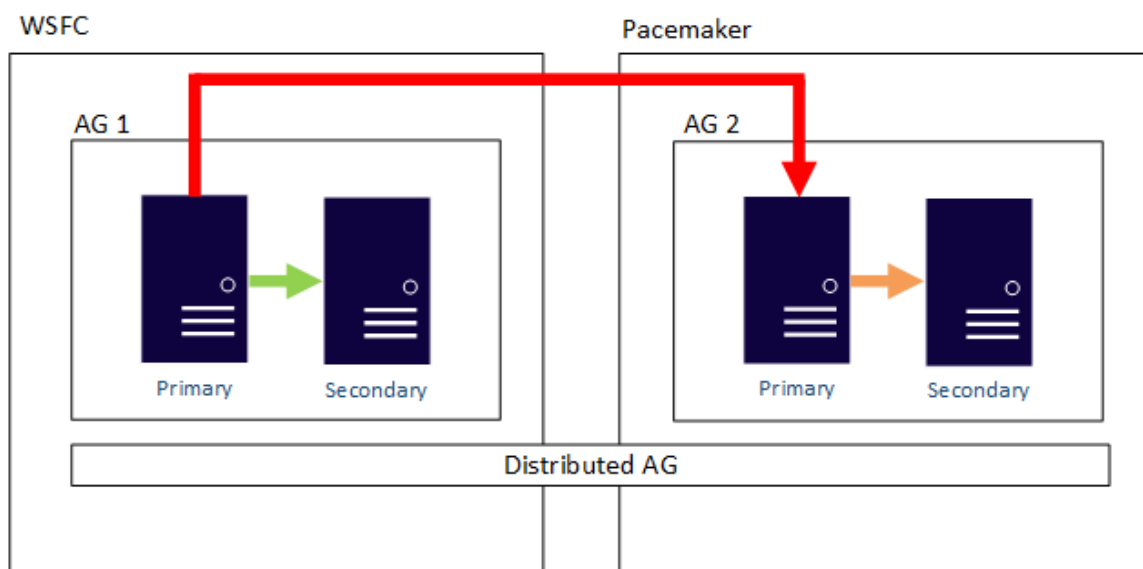 WSFC
Pacemaker
AG 1
AG 2
Primary
Secondary
Primary
Secondary
Distributed AG